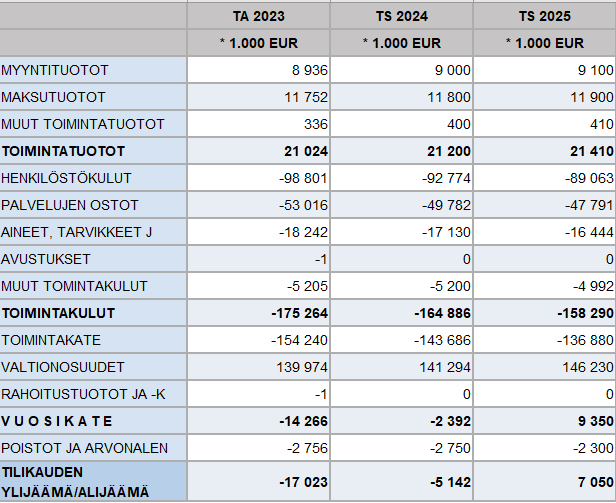 TA 2023 TS 2024 TS 2025
* 1.000 EUR * 1.000 EUR * 1.000 EUR
MYYNTITUOTOT 8 936 9 000 9 100
MAKSUTUOTOT 11 752 11 800 11 900
MUUT TOIMINTATUOTOT 336 400 410
TOIMINTATUOTOT 21 024 21 200 21 410
HENKILÖSTÖKULUT -98 801 -92 774 -89 063
PALVELUJEN OSTOT -53 016 -49 782 -47 791
AINEET, TARVIKKEET J -18 242 -17 130 -16 444
AVUSTUKSET -1 0 0
MUUT TOMINTAKULUT -5 205 -5 200 -4 992
TOIMINTAKULUT -175 264 -164 886 -158 290
TOIMINTAKATE -154 240 -143 686 -136 880
VALTIONOSUUDET 139 974 141 294 146 230
RAHOITUSTUOTOT JA -K -1 0 0
V U O S I K A T E -14 266 -2 392 9 350
POISTOT JA ARVONALEN -2 756 -2 750 -2 300
TILIKAUDEN
YLIJÄÄMÄ/ALIJÄÄMÄ -17 023 -5 142 7 050